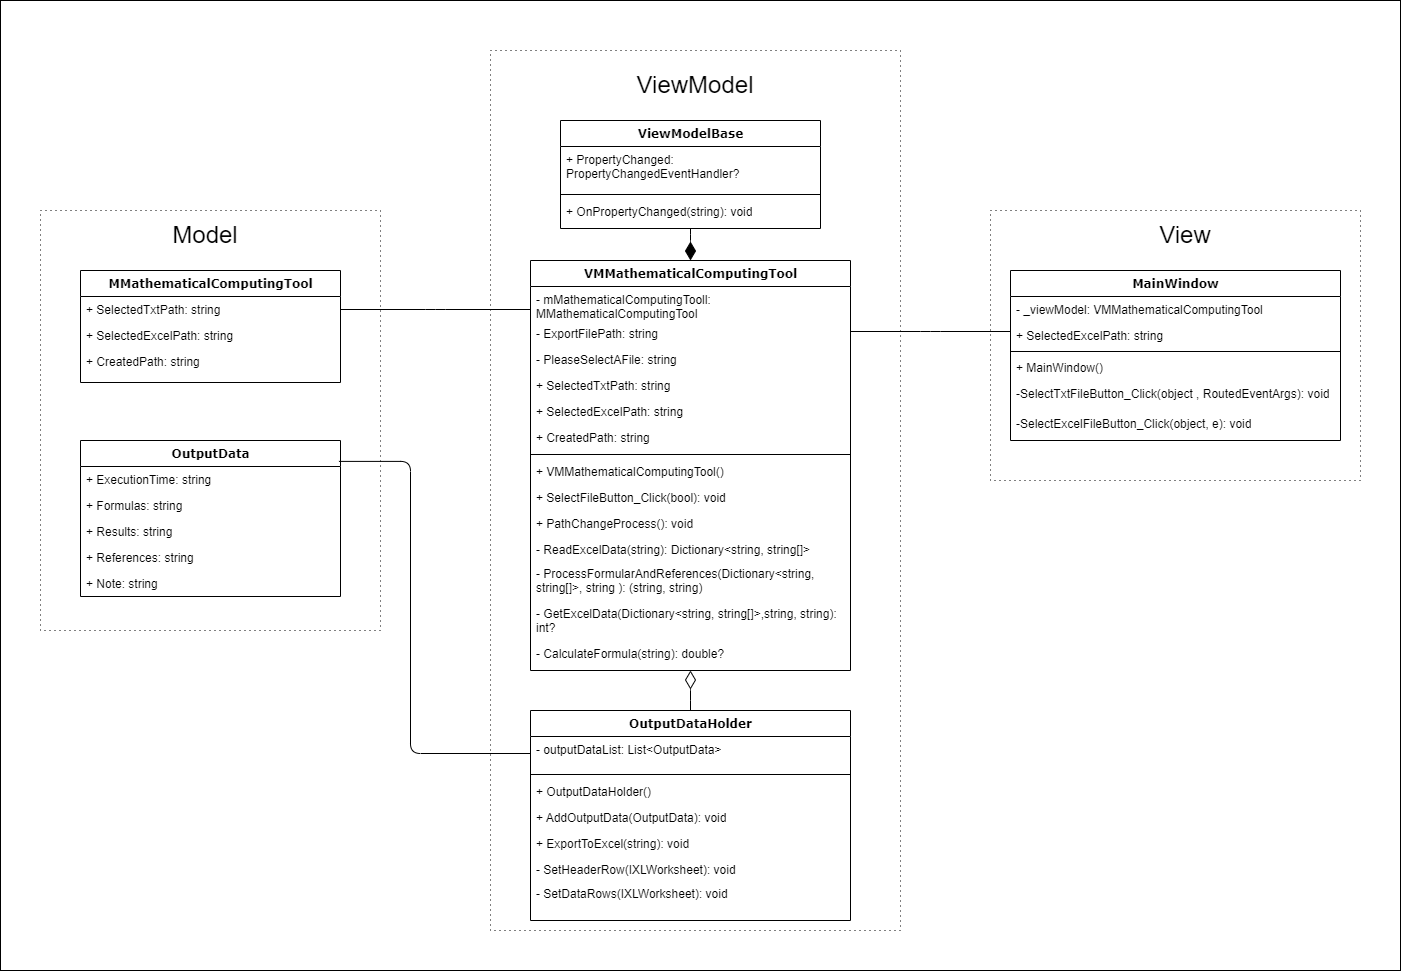 Model
MMathematicalComputingTool
+ SelectedTxtPath: string
+ SelectedExcelPath: string
+ CreatedPath: string
OutputData
+ ExecutionTime: string
+ Formulas: string
+ Results: string
+ References: string
+ Note: string
ViewModel
ViewModelBase
+ PropertyChanged:
PropertyChangedEventHandler?
+ OnPropertyChanged(string): void
VMMathematicalComputingTool
- mMathematicalComputingTooll:
MMathematicalComputingTool
- ExportFilePath: string
- PleaseSelectAFile: string
+ SelectedTxtPath: string
+ SelectedExcelPath: string
+ CreatedPath: string
+ VMMathematicalComputingTool()
+ SelectFileButton_Click(bool): void
+ PathChangeProcess(): void
- ReadExcelData(string): Dictionary<string, string[]>
- ProcessFormularAndReferences(Dictionary<string,
string[]>, string ): (string, string)
- GetExcelData(Dictionary<string, string[]>,string, string):
int?
- CalculateFormula(string): double?
OutputDataHolder
- outputDataList: List<OutputData>
+ OutputDataHolder()
+ AddOutputData(OutputData): void
+ ExportToExcel(string): void
- SetHeaderRow(IXLWorksheet): void
- SetDataRows(IXLWorksheet): void
View
MainWindow
- _viewModel: VMMathematicalComputingTool
+ SelectedExcelPath: string
+ MainWindow()
-SelectTxtFileButton_Click(object , RoutedEventArgs): void
-SelectExcelFileButton_Click(object, e): void